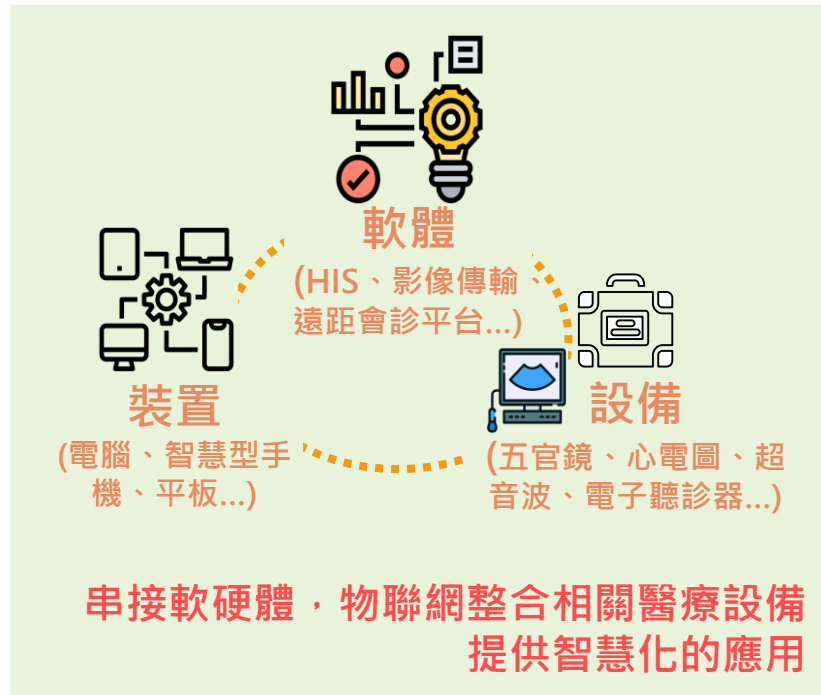 軟體
(HIS、影像傳輸、
遠距會診平台...)
裝置
(電腦、智慧型手
機、平板...)
設備
(五官鏡、心電圖、超
音波、電子聽診器...)
串接軟硬體，物聯網整合相關醫療設備
提供智慧化的應用